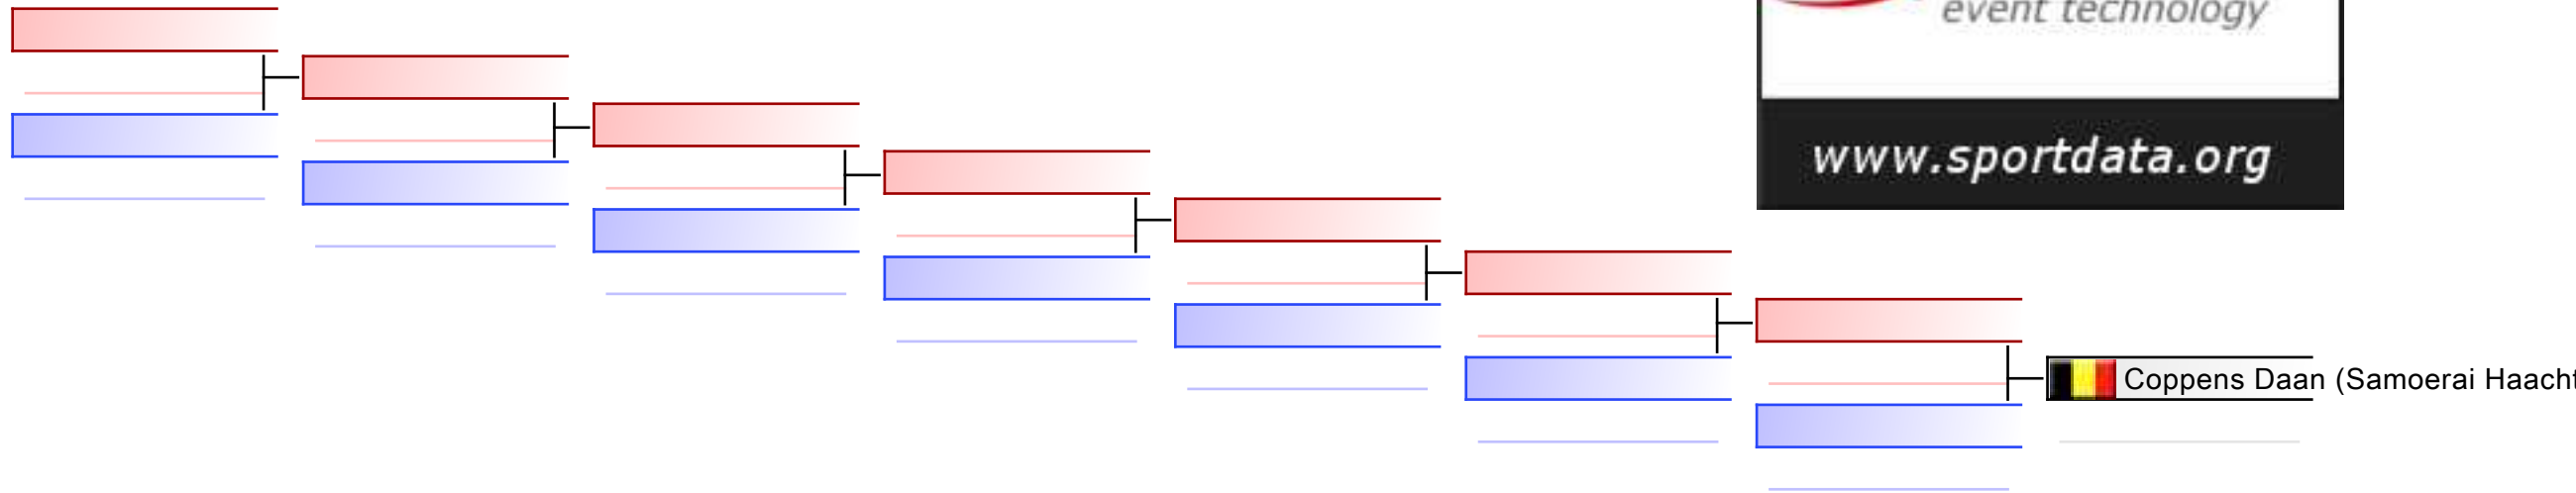 event technology
www.sportdata.org
Coppens Daan (Samoerai Haacht